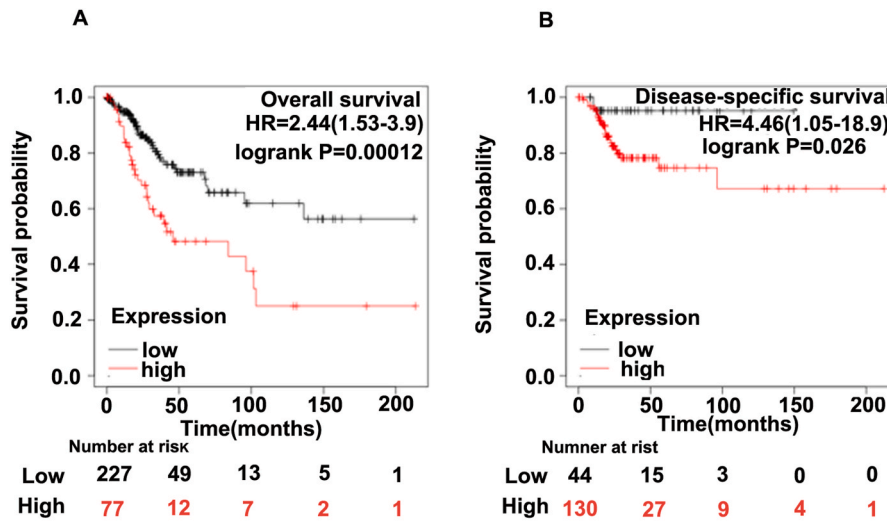 A
Overall survival
HR=2.44(1.53-3.9)
logrank P=0.00012
Survival probability
1.0
0.8
0.6
0.4
0.2
0.0
Expression
low
high
0 50 100 150 200
Time(months)
Number at risk
Low 227 49 13 5 1
High 77 12 7 2 1
B
Disease-specific survival
HR=4.46(1.05-18.9)
logrank P=0.026
Survival probability
1.0
0.8
0.6
0.4
0.2
0.0
Expression
low
high
0 50 100 150 200
Time(months)
Numner at rist
Low 44 15 3 0 0
High 130 27 9 4 1